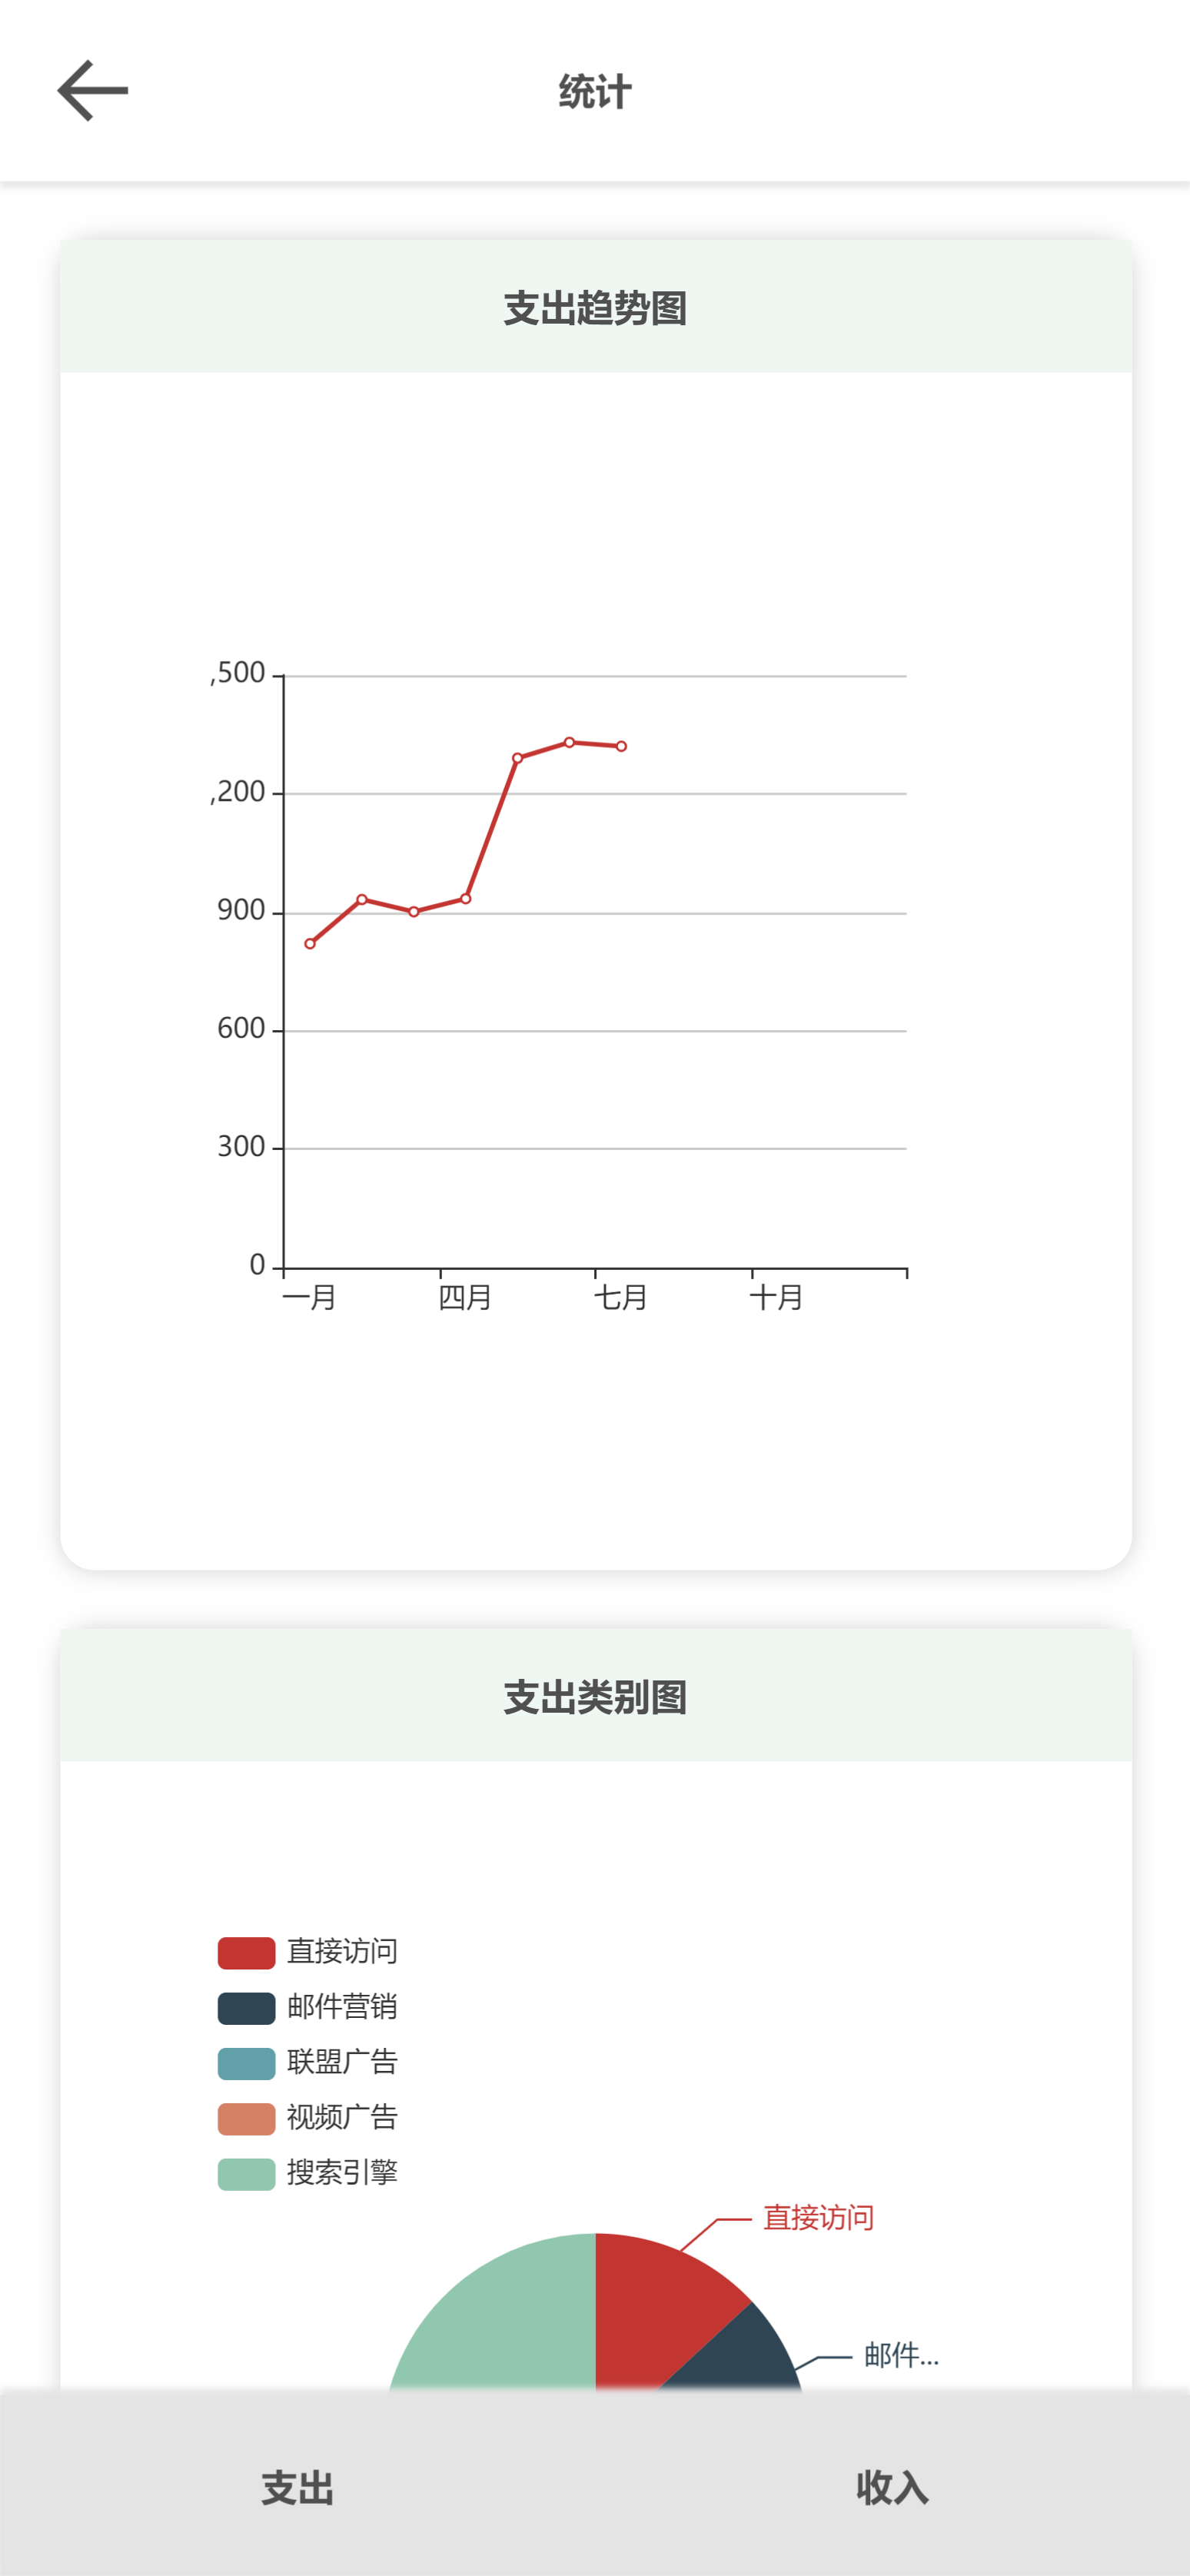 统计
支出趋势图
,500
,200
900
600
300
0
一月 四月 七月 十月
支出类别图
直接访问
邮件营销
联盟广告
视频广告
搜索引擎
直接访问
邮件...
支出 收入